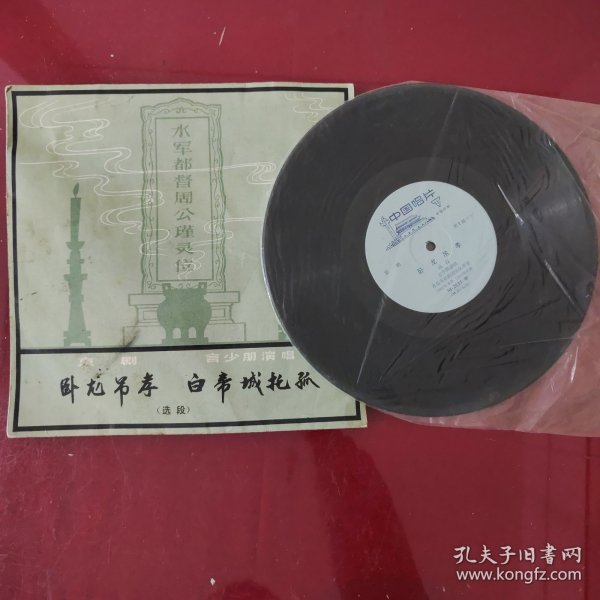 水军都督周公瑾灵位
京剧 言少朋演唱
卧龙吊孝 白帝城托孤
（选段）
中国唱片
卧龙吊孝
孔夫子旧书网
www.kongfz.com